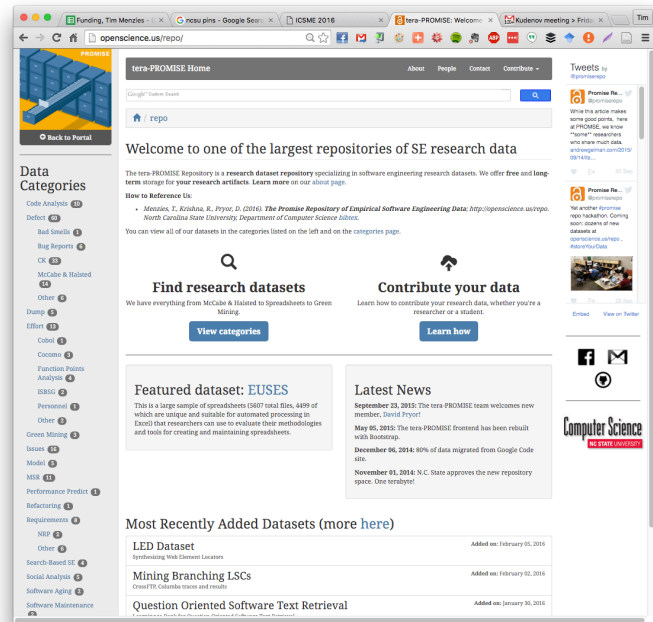 Funding, Tim Menzies -
ncsu pins - Google Sear
ICSME 2016
tera-PROMISE: Welcome
Kudenov meeting > Friday
Tim
openscience.us/repo/
PROMISE
Back to Portal
Data
Categories
Code Analysis 10
Defect 60
Bad Smells 1
Bug Reports 6
CK 33
McCabe & Halsted
14
Other 6
Dump 5
Effort 13
Cobol 1
Cocomo 3
Function Points
Analysis 4
ISBSG 2
Personnel 1
Other 3
Green Mining 3
Issues 16
Model 5
MSR 11
Performance Predict 1
Refactoring 1
Requirements 8
NRP 2
Other 6
Search-Based SE 4
Social Analysis 5
Software Aging 2
Software Maintenance
tera-PROMISE Home
About People Contact Contribute
Google™ Custom Search
/ repo
Welcome to one of the largest repositories of SE research data
The tera-PROMISE Repository is a research dataset repository specializing in software engineering research datasets. We offer free and long-
term storage for your research artifacts. Learn more on our about page.
How to Reference Us:
• Menzies, T., Krishna, R., Pryor, D. (2016). The Promise Repository of Empirical Software Engineering Data; http://openscience.us/repo.
North Carolina State University, Department of Computer Science bibtex.
You can view all of our datasets in the categories listed on the left and on the categories page.
Find research datasets
We have everything from McCabe & Halsted to Spreadsheets to Green
Mining.
View categories
Contribute your data
Learn how to contribute your research data, whether you're a
researcher or a student.
Learn how
Featured dataset: EUSES
This is a large sample of spreadsheets (5607 total files, 4499 of
which are unique and suitable for automated processing in
Excel) that researchers can use to evaluate their methodologies
and tools for creating and maintaining spreadsheets.
Latest News
September 23, 2015: The tera-PROMISE team welcomes new
member, David Pryor!
May 05, 2015: The tera-PROMISE frontend has been rebuilt
with Bootstrap.
December 06, 2014: 80% of data migrated from Google Code
site.
November 01, 2014: N.C. State approves the new repository
space. One terabyte!
Most Recently Added Datasets (more here)
LED Dataset
Added on: February 05, 2016
Synthesizing Web Element Locators
Mining Branching LSCs
Added on: February 02, 2016
CrossFTP, Columba traces and results
Question Oriented Software Text Retrieval
Added on: January 30, 2016
Tweets by
@promiserepo
Promise Re...
@promiserepo
While this article makes
some good points, here
at PROMISE, we know
**some** researchers
who share much data.
andrewgelman.com/2015/
09/14/its...
Promise Re...
@promiserepo
Yet another #promise
repo hackathon. Coming
soon: dozens of new
datasets at
openscience.us/repo...
#storeYourData
Embed View on Twitter
Computer Science
NC STATE UNIVERSITY